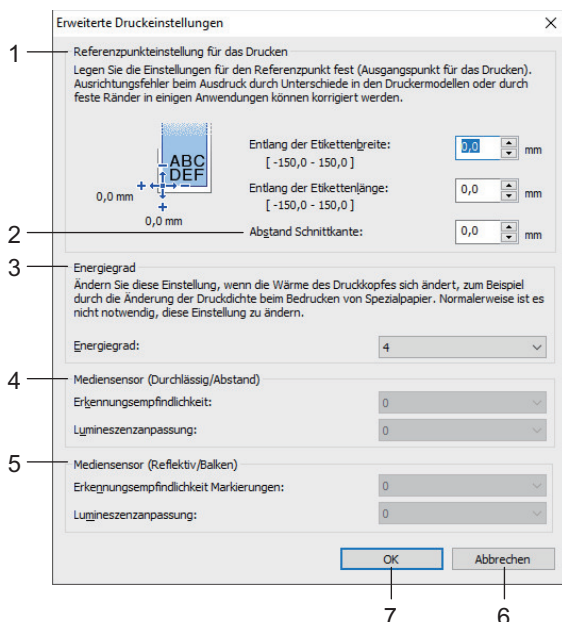 Erweiterte Druckeinstellungen
1
Referenzpunkteinstellung für das Drucken
Legen Sie die Einstellungen für den Referenzpunkt fest (Ausgangspunkt für das Drucken).
Ausrichtungsfehler beim Ausdruck durch Unterschiede in den Druckermodellen oder durch
feste Ränder in einigen Anwendungen können korrigiert werden.
ABC
DEF
0,0 mm
0,0 mm
Entlang der Etikettenbreite:
0,0 mm
[ -150,0 - 150,0 ]
Entlang der Etikettenlänge:
0,0 mm
[ -150,0 - 150,0 ]
2
Abstand Schnittkante:
0,0 mm
3
Energiegrad
Ändern Sie diese Einstellung, wenn die Wärme des Druckkopfes sich ändert, zum Beispiel
durch die Änderung der Druckdichte beim Bedrucken von Spezialpapier. Normalerweise ist es
nicht notwendig, diese Einstellung zu ändern.
Energiegrad:
4
4
Mediensensor (Durchlässig/Abstand)
Erkennungsempfindlichkeit:
0
Lumineszenzanpassung:
0
5
Mediensensor (Reflektiv/Balken)
Erkennungsempfindlichkeit Markierungen:
0
Lumineszenzanpassung:
0
OK
Abbrechen
7
6